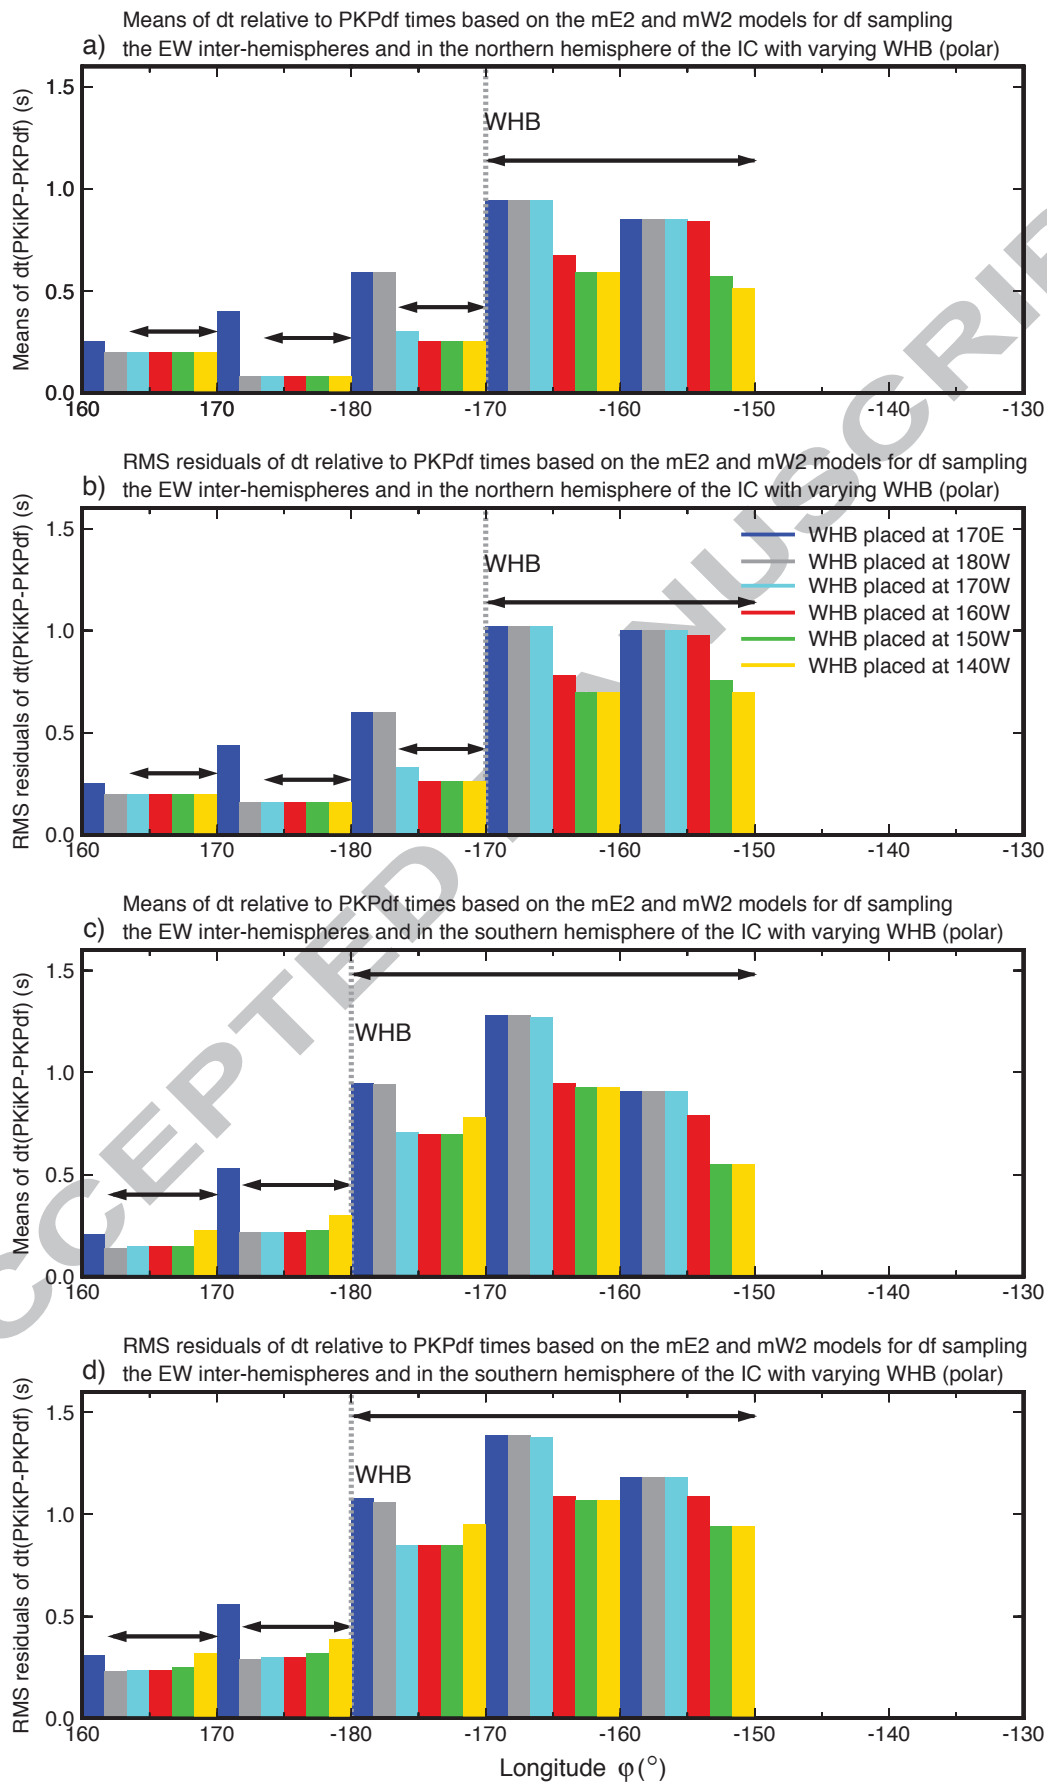 Means of dt relative to PKPdf times based on the mE2 and mW2 models for df sampling
a) the EW inter-hemispheres and in the northern hemisphere of the IC with varying WHB (polar)
Means of dt(PKiKP-PKPdf) (s)
1.5
1.0
0.5
0.0
WHB
160 170 -180 -170 -160 -150 -140 -130
RMS residuals of dt relative to PKPdf times based on the mE2 and mW2 models for df sampling
b) the EW inter-hemispheres and in the northern hemisphere of the IC with varying WHB (polar)
RMS residuals of dt(PKiKP-PKPdf) (s)
1.5
1.0
0.5
0.0
WHB
WHB placed at 170E
WHB placed at 180W
WHB placed at 170W
WHB placed at 160W
WHB placed at 150W
WHB placed at 140W
160 170 -180 -170 -160 -150 -140 -130
Means of dt relative to PKPdf times based on the mE2 and mW2 models for df sampling
c) the EW inter-hemispheres and in the southern hemisphere of the IC with varying WHB (polar)
Means of dt(PKiKP-PKPdf) (s)
1.5
1.0
0.5
0.0
WHB
160 170 -180 -170 -160 -150 -140 -130
RMS residuals of dt relative to PKPdf times based on the mE2 and mW2 models for df sampling
d) the EW inter-hemispheres and in the southern hemisphere of the IC with varying WHB (polar)
RMS residuals of dt(PKiKP-PKPdf) (s)
1.5
1.0
0.5
0.0
WHB
160 170 -180 -170 -160 -150 -140 -130
Longitude φ(°)